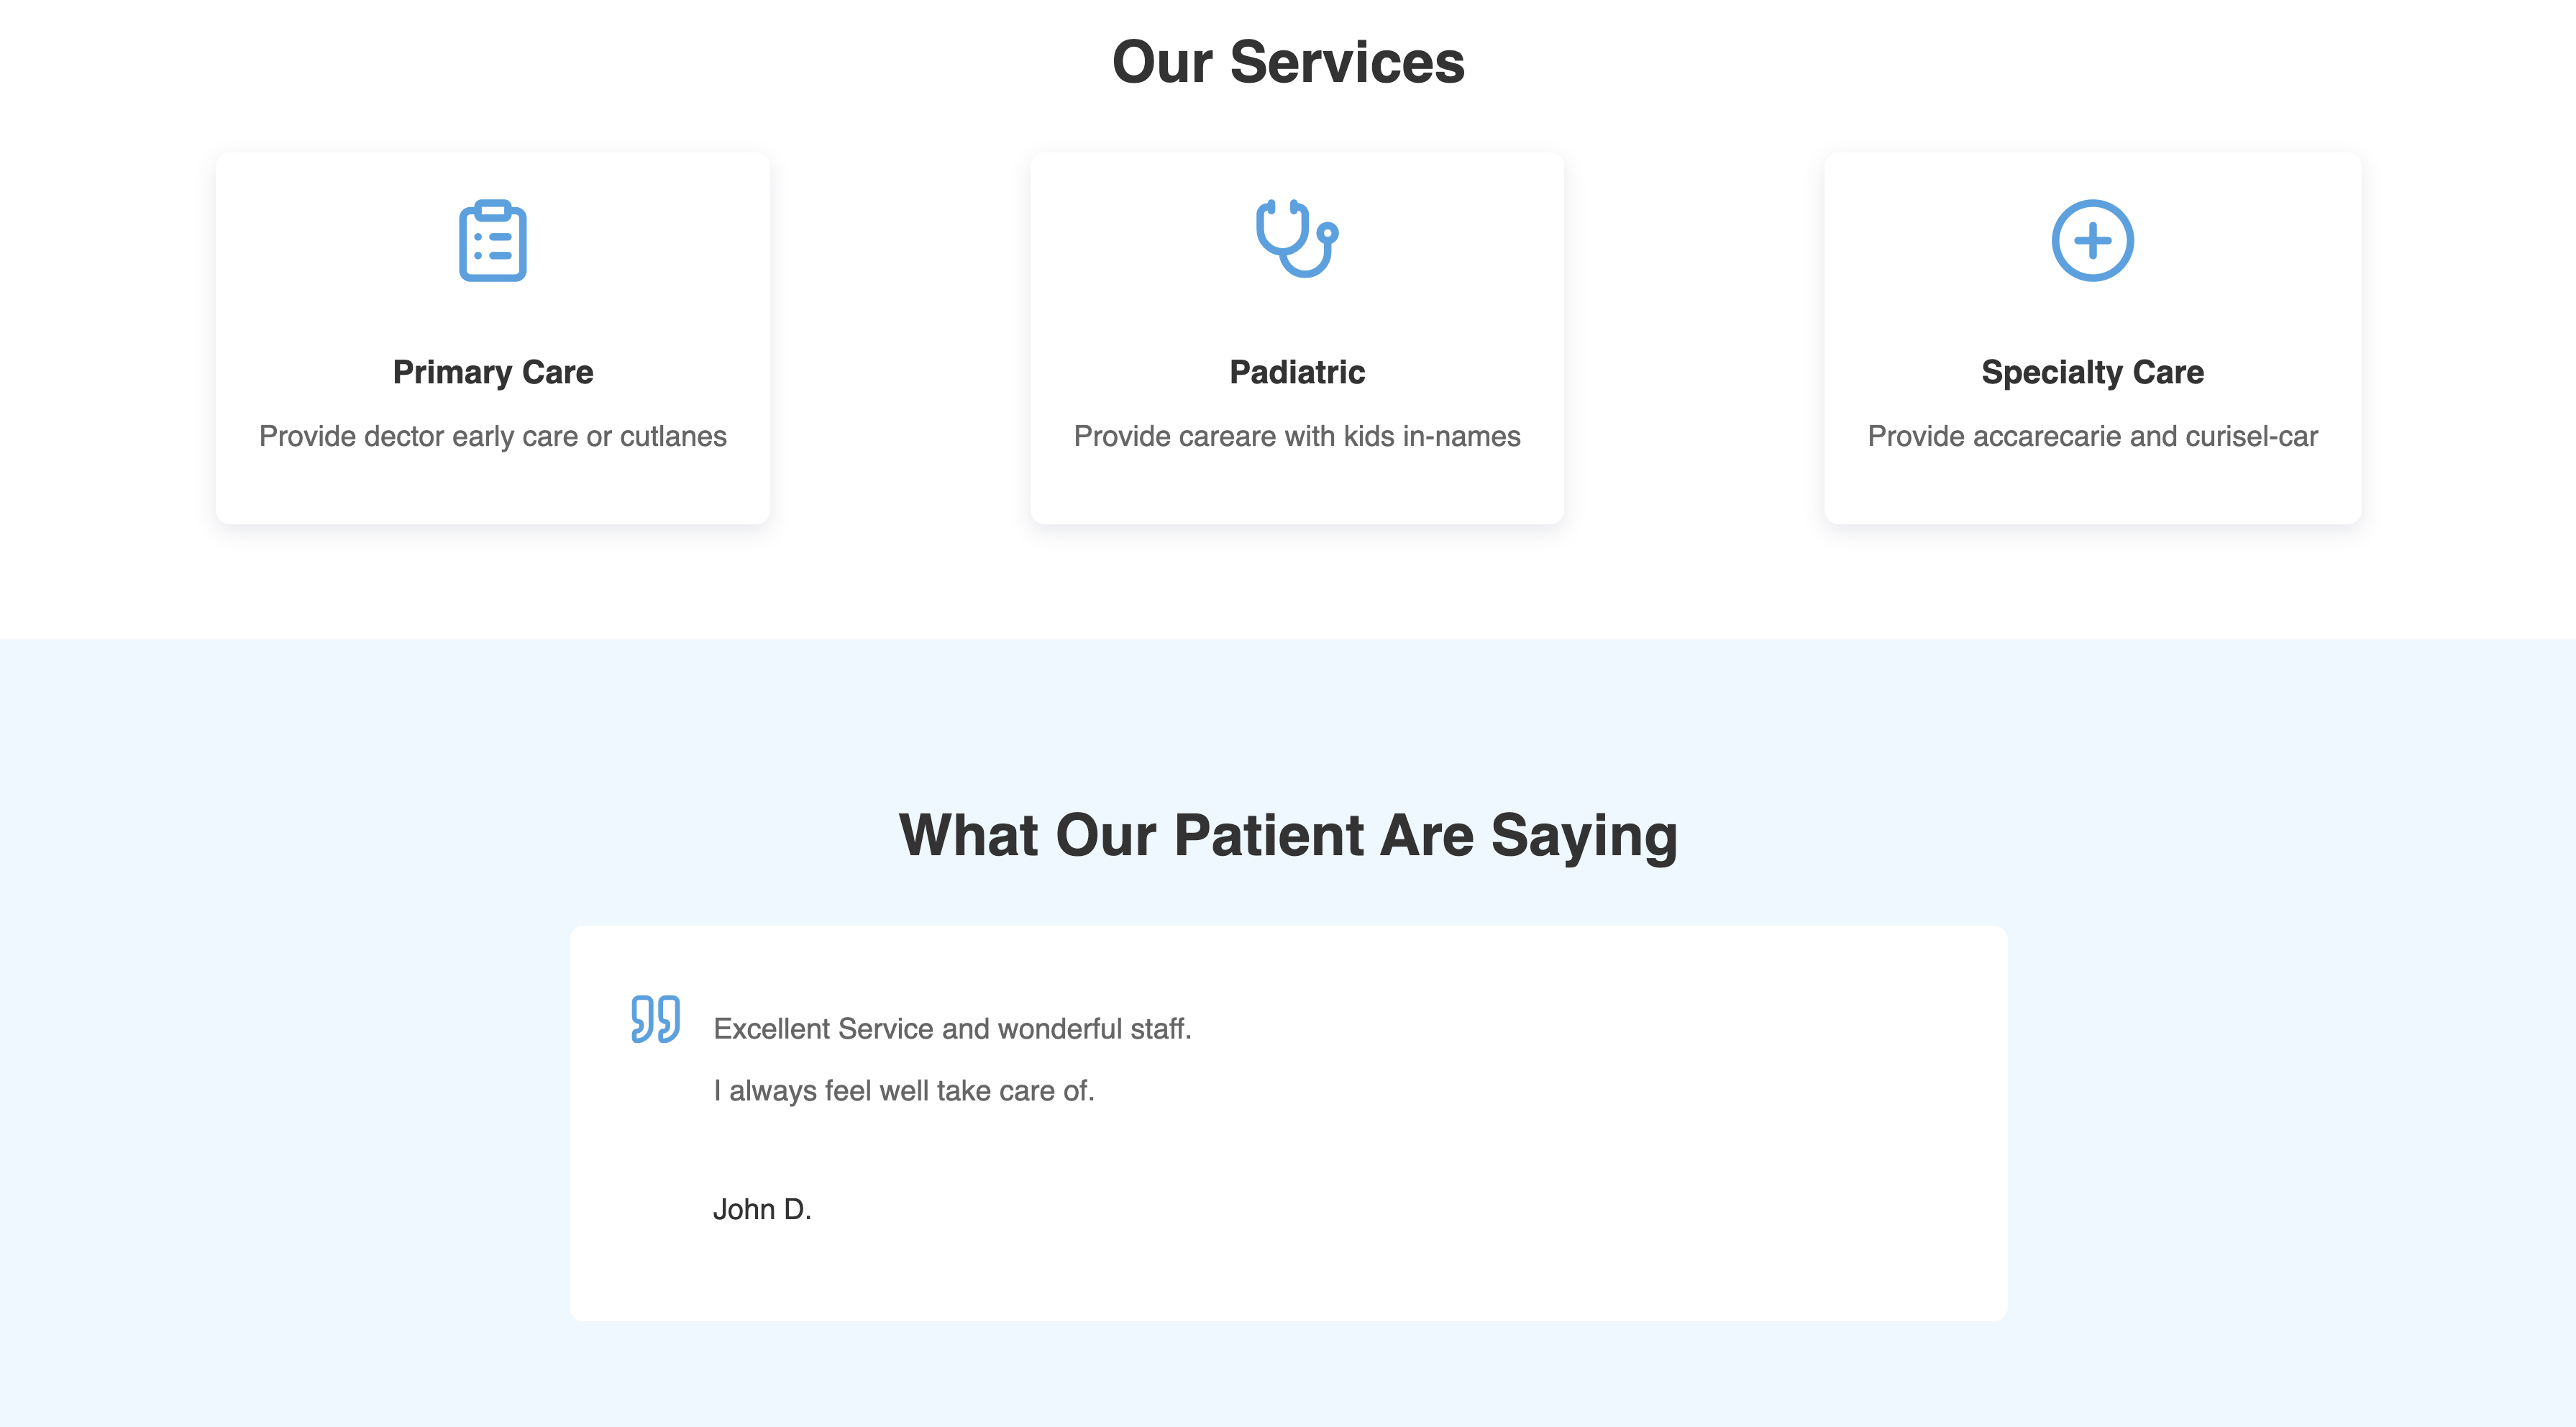 Our Services
Primary Care
Provide dector early care or cutlanes
Padiatric
Provide careare with kids in-names
Specialty Care
Provide accarecarie and curisel-car
What Our Patient Are Saying
Excellent Service and wonderful staff.
I always feel well take care of.
John D.